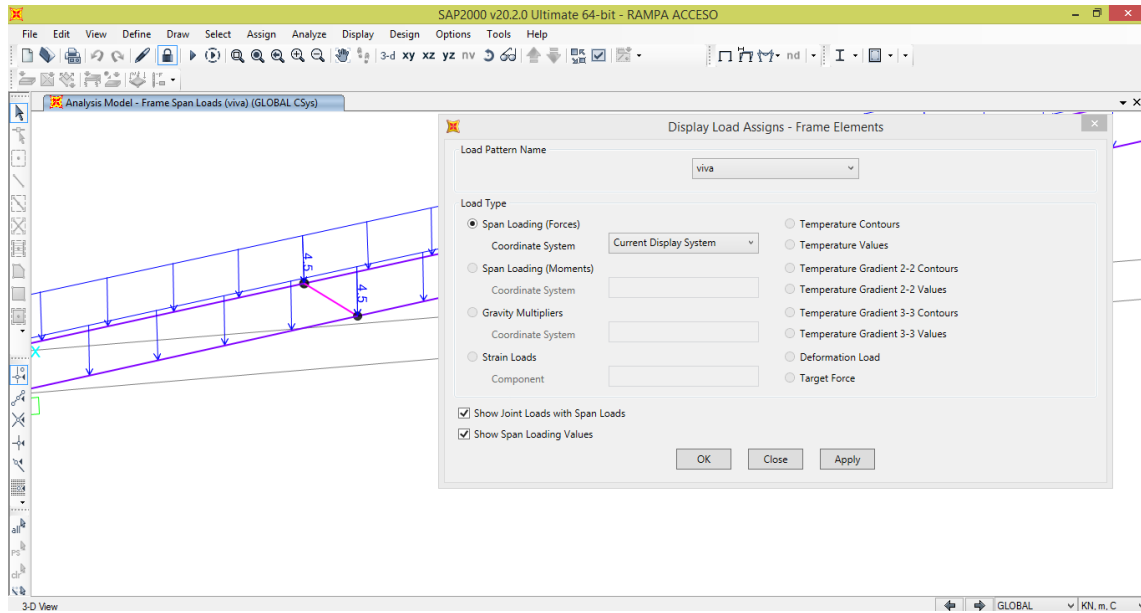 SAP2000 v20.2.0 Ultimate 64-bit - RAMPA ACCESO
File Edit View Define Draw Select Assign Analyze Display Design Options Tools Help
3-d xy xz yz nv
nd
Analysis Model - Frame Span Loads (viva) (GLOBAL CSys)
Display Load Assigns - Frame Elements
Load Pattern Name
viva
Load Type
Span Loading (Forces)
Coordinate System
Current Display System
Span Loading (Moments)
Coordinate System
Gravity Multipliers
Coordinate System
Strain Loads
Component
Temperature Contours
Temperature Values
Temperature Gradient 2-2 Contours
Temperature Gradient 2-2 Values
Temperature Gradient 3-3 Contours
Temperature Gradient 3-3 Values
Deformation Load
Target Force
Show Joint Loads with Span Loads
Show Span Loading Values
OK Close Apply
4.5
4.5
X
all
ps
clr
3-D View
GLOBAL
KN, m, C